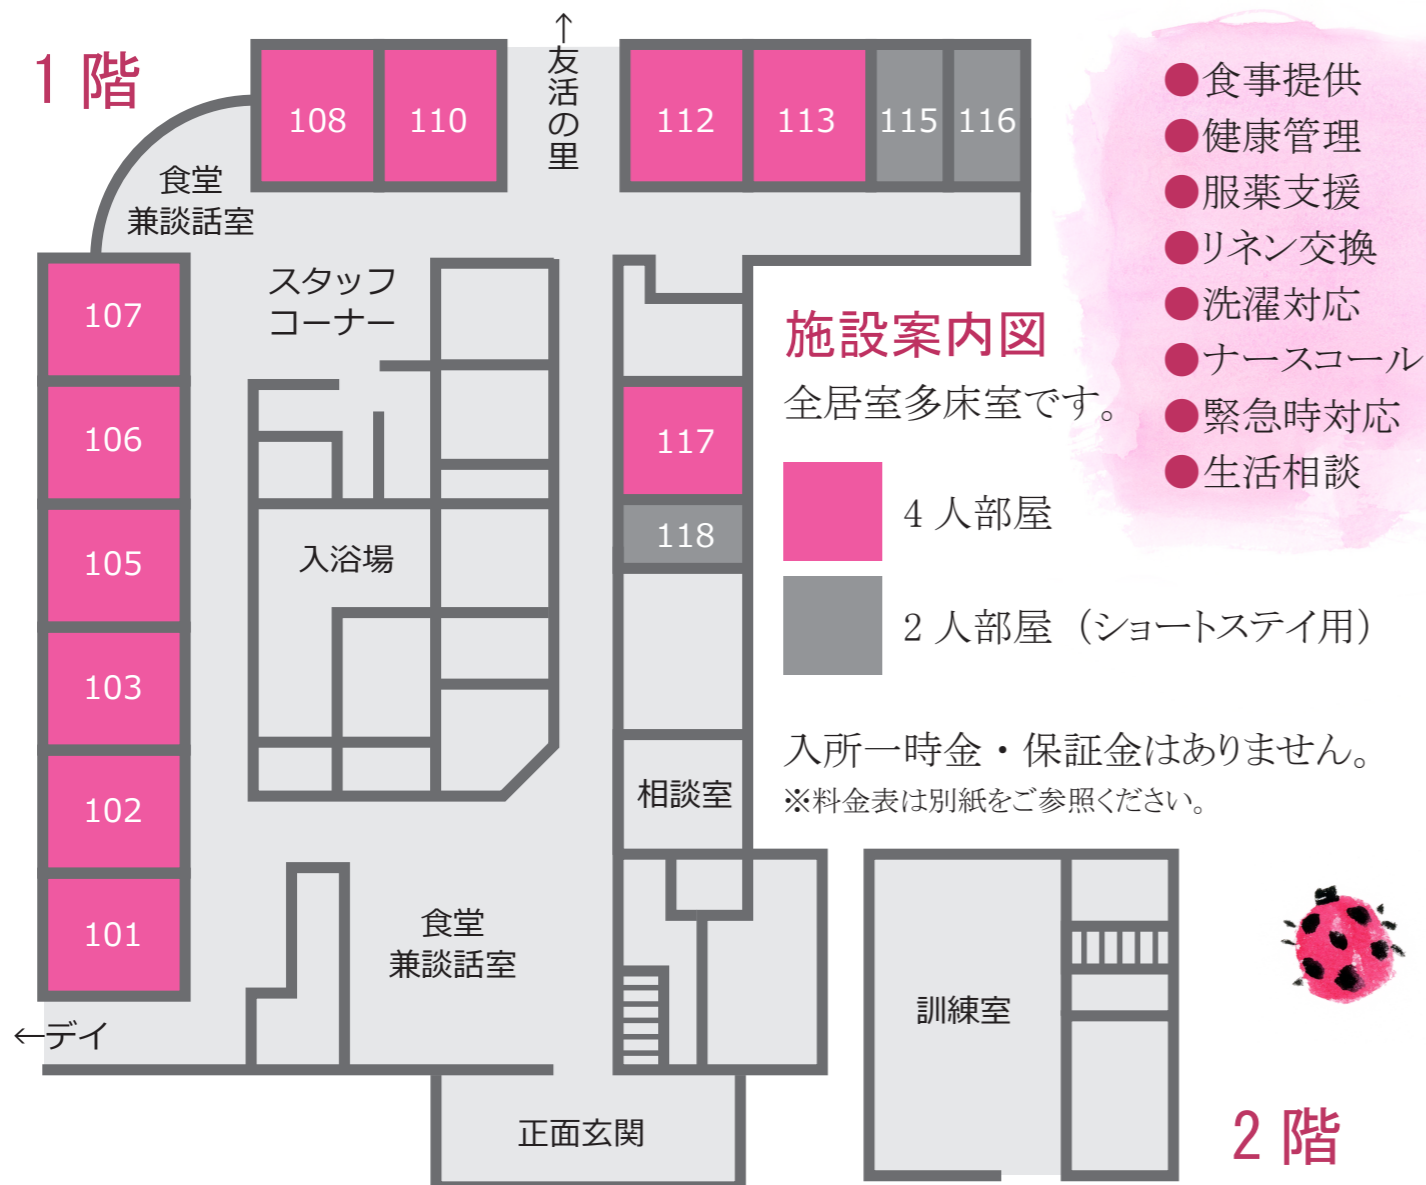 1 階
↑友活の里
108
110
112
113
115
116
食堂
兼談話室
スタッフ
コーナー
107
106
105
103
102
101
入浴場
117
118
相談室
食堂
兼談話室
←デイ
正面玄関
●食事提供
●健康管理
●服薬支援
●リネン交換
●洗濯対応
●ナースコール
●緊急時対応
●生活相談
施設案内図
全居室多床室です。
4 人部屋
2 人部屋（ショートステイ用）
入所一時金・保証金はありません。
※料金表は別紙をご参照ください。
訓練室
2 階